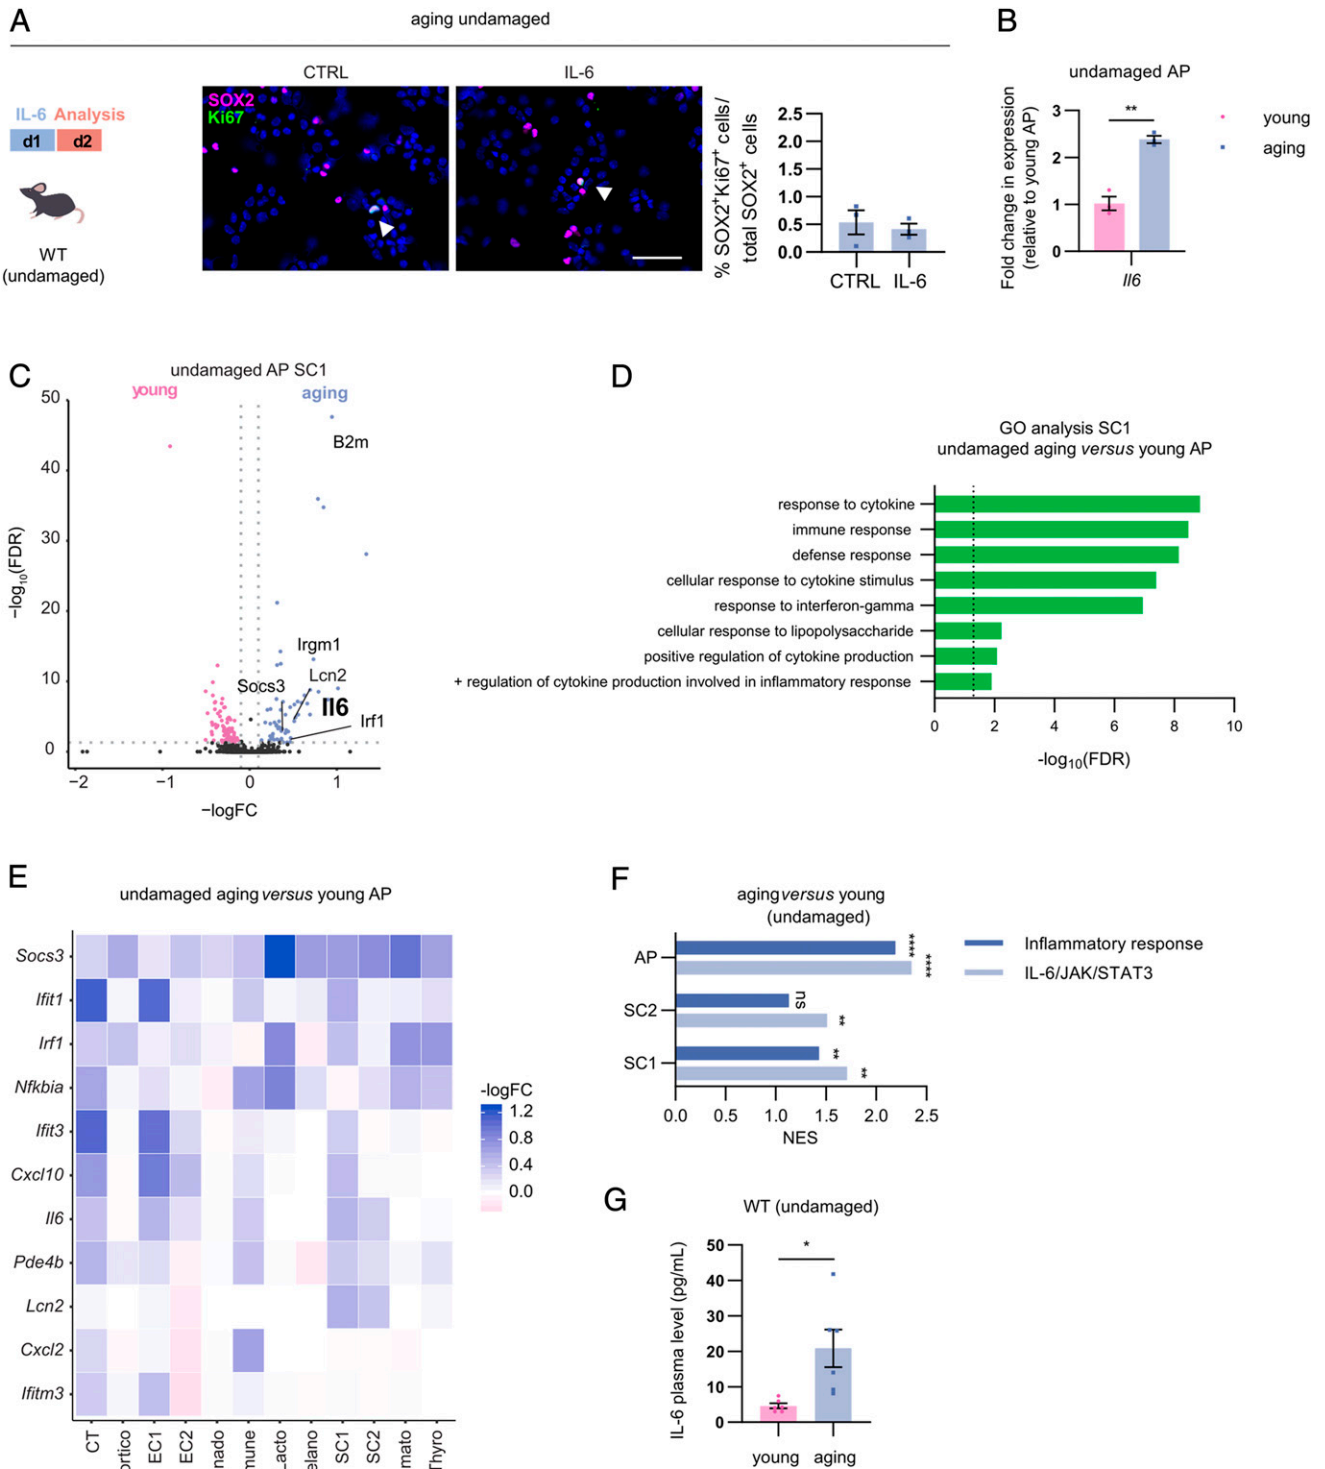 A
aging undamaged
CTRL
IL-6
IL-6 Analysis
d1 d2
WT
(undamaged)
SOX2
Ki67
% SOX2+Ki67+ cells/
total SOX2+ cells
2.5
2.0
1.5
1.0
0.5
0.0
CTRL IL-6
B
undamaged AP
Fold change in expression
(relative to young AP)
3
2
1
0
**
Il6
young
aging
C
undamaged AP SC1
young
aging
−log10(FDR)
50
40
30
20
10
0
B2m
Irgm1
Lcn2
Socs3
Il6
Irf1
−2 −1 0 1
−logFC
D
GO analysis SC1
undamaged aging versus young AP
response to cytokine
immune response
defense response
cellular response to cytokine stimulus
response to interferon-gamma
cellular response to lipopolysaccharide
positive regulation of cytokine production
+ regulation of cytokine production involved in inflammatory response
0 2 4 6 8 10
-log10(FDR)
E
undamaged aging versus young AP
Socs3
Ifit1
Irf1
Nfkbia
Ifit3
Cxcl10
Il6
Pde4b
Lcn2
Cxcl2
Ifitm3
CT ortico EC1 EC2 nado mune Lacto elano SC1 SC2 mato Thyro
-logFC
1.2
0.8
0.4
0.0
F
aging versus young
(undamaged)
AP
SC2
SC1
****
****
ns
**
**
**
0.0 0.5 1.0 1.5 2.0 2.5
NES
Inflammatory response
IL-6/JAK/STAT3
G
WT (undamaged)
IL-6 plasma level (pg/mL)
50
40
30
20
10
0
*
young aging